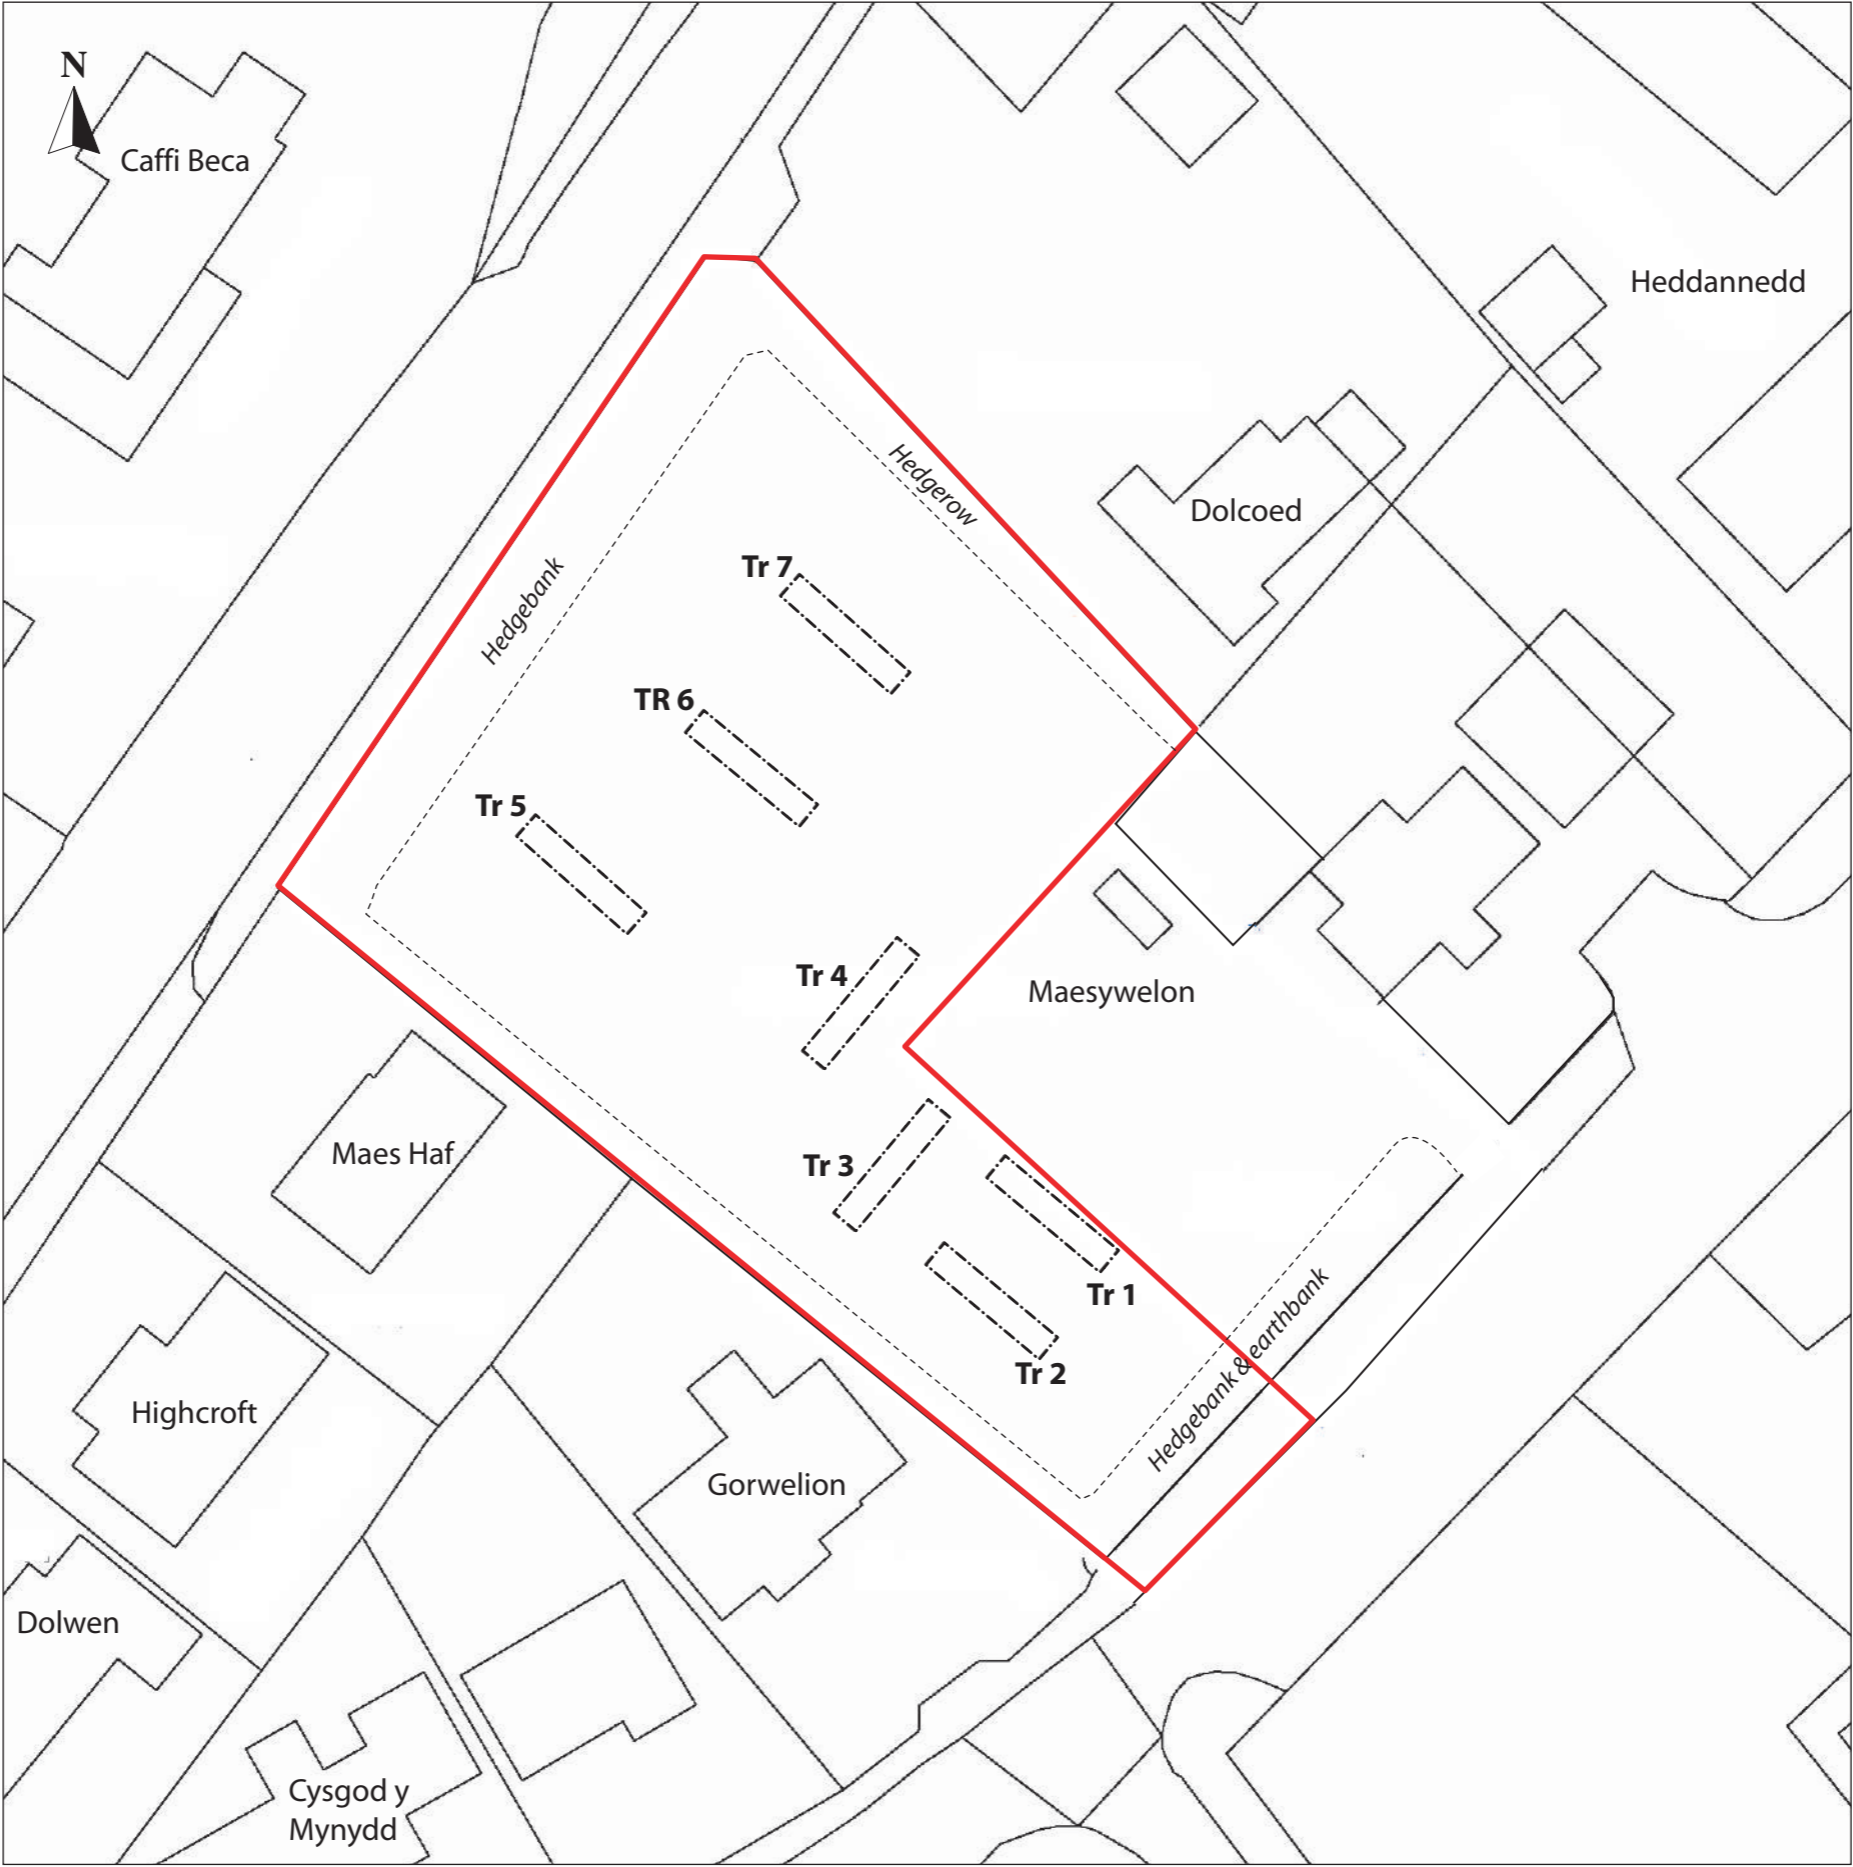 N
Caffi Beca
Heddannedd
Hedgerow
Dolcoed
Hedgebank
Tr 7
TR 6
Tr 5
Tr 4
Maesywelon
Maes Haf
Tr 3
Tr 1
Hedgebank & earthbank
Tr 2
Highcroft
Gorwelion
Dolwen
Cysgod y
Mynydd